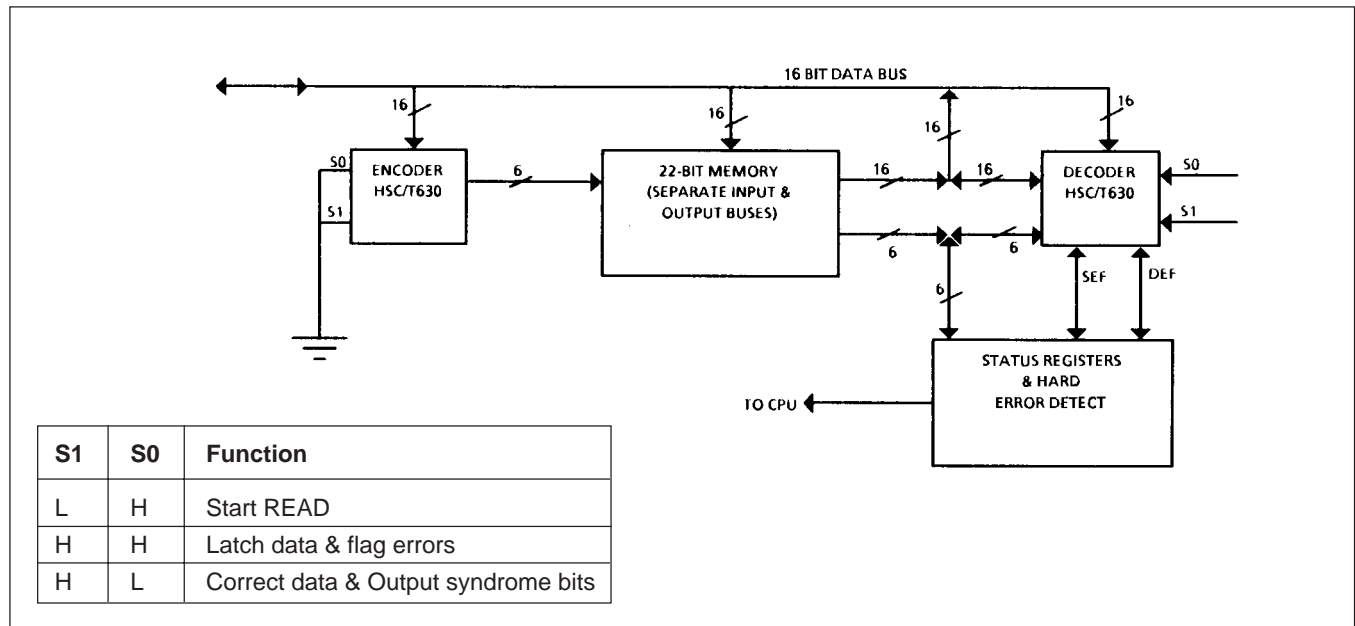 16 BIT DATA BUS
16
16
16
16
S0
ENCODER
HSC/T630
S1
6
22-BIT MEMORY
(SEPARATE INPUT &
OUTPUT BUSES)
16
16
6
6
DECODER
HSC/T630
S0
S1
6
SEF
DEF
STATUS REGISTERS
& HARD
ERROR DETECT
TO CPU
S1 S0 Function
L H Start READ
H H Latch data & flag errors
H L Correct data & Output syndrome bits